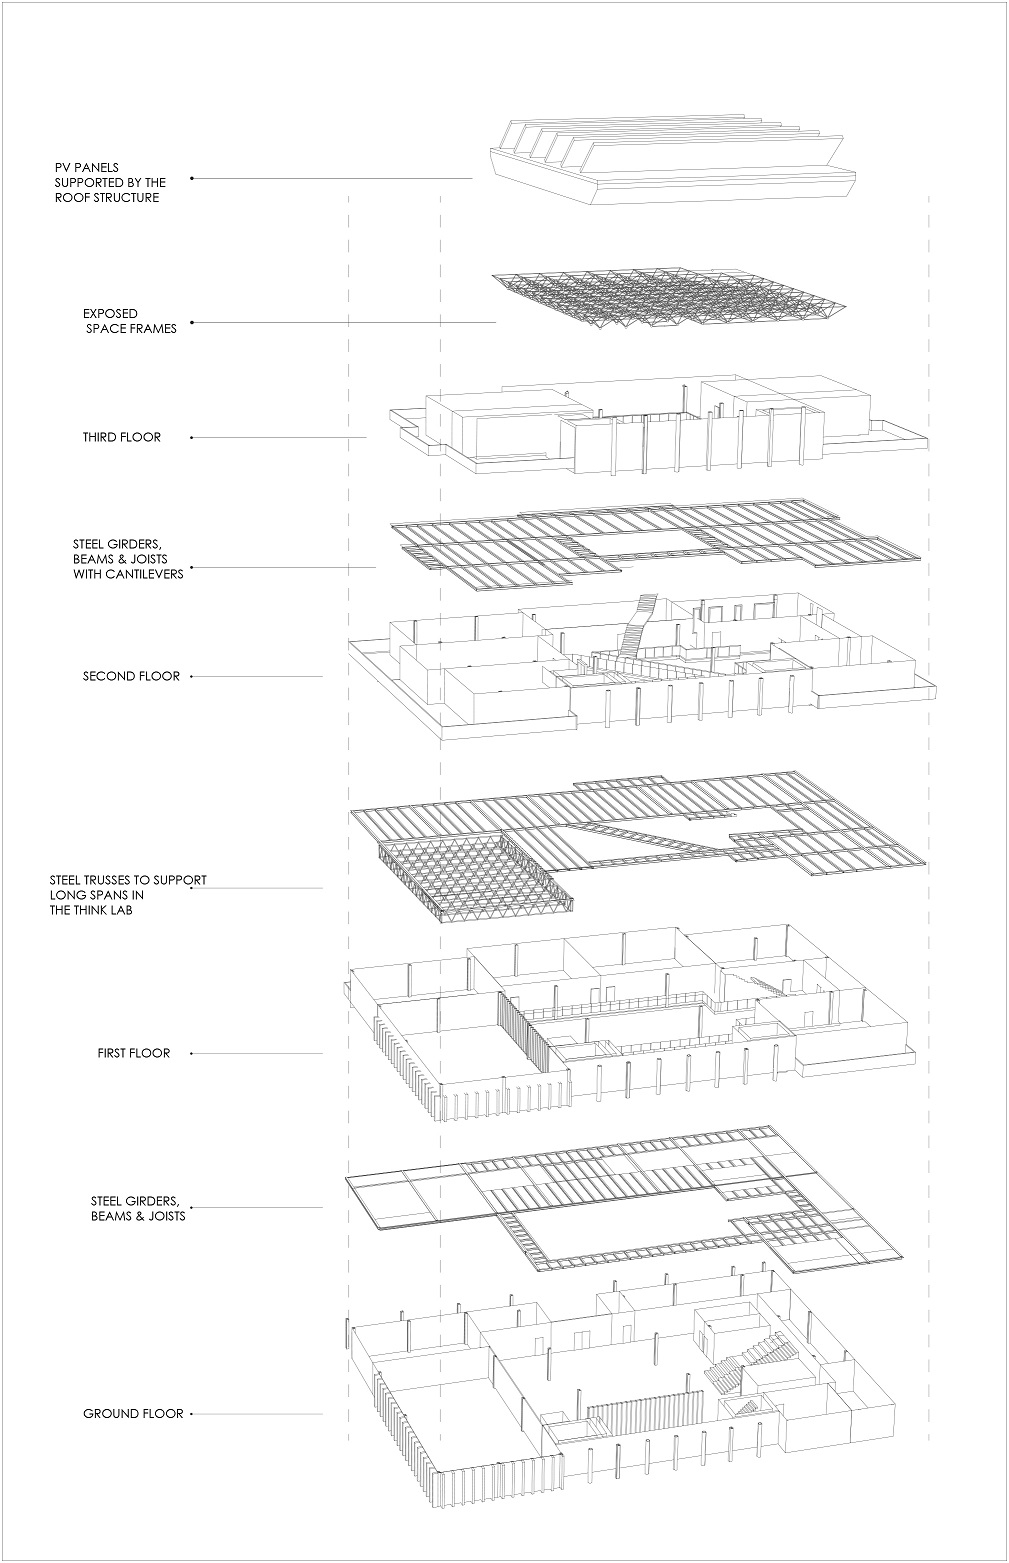 PV PANELS
SUPPORTED BY THE
ROOF STRUCTURE
EXPOSED
SPACE FRAMES
THIRD FLOOR
STEEL GIRDERS,
BEAMS & JOISTS
WITH CANTILEVERS
SECOND FLOOR
STEEL TRUSSES TO SUPPORT
LONG SPANS IN
THE THINK LAB
FIRST FLOOR
STEEL GIRDERS,
BEAMS & JOISTS
GROUND FLOOR